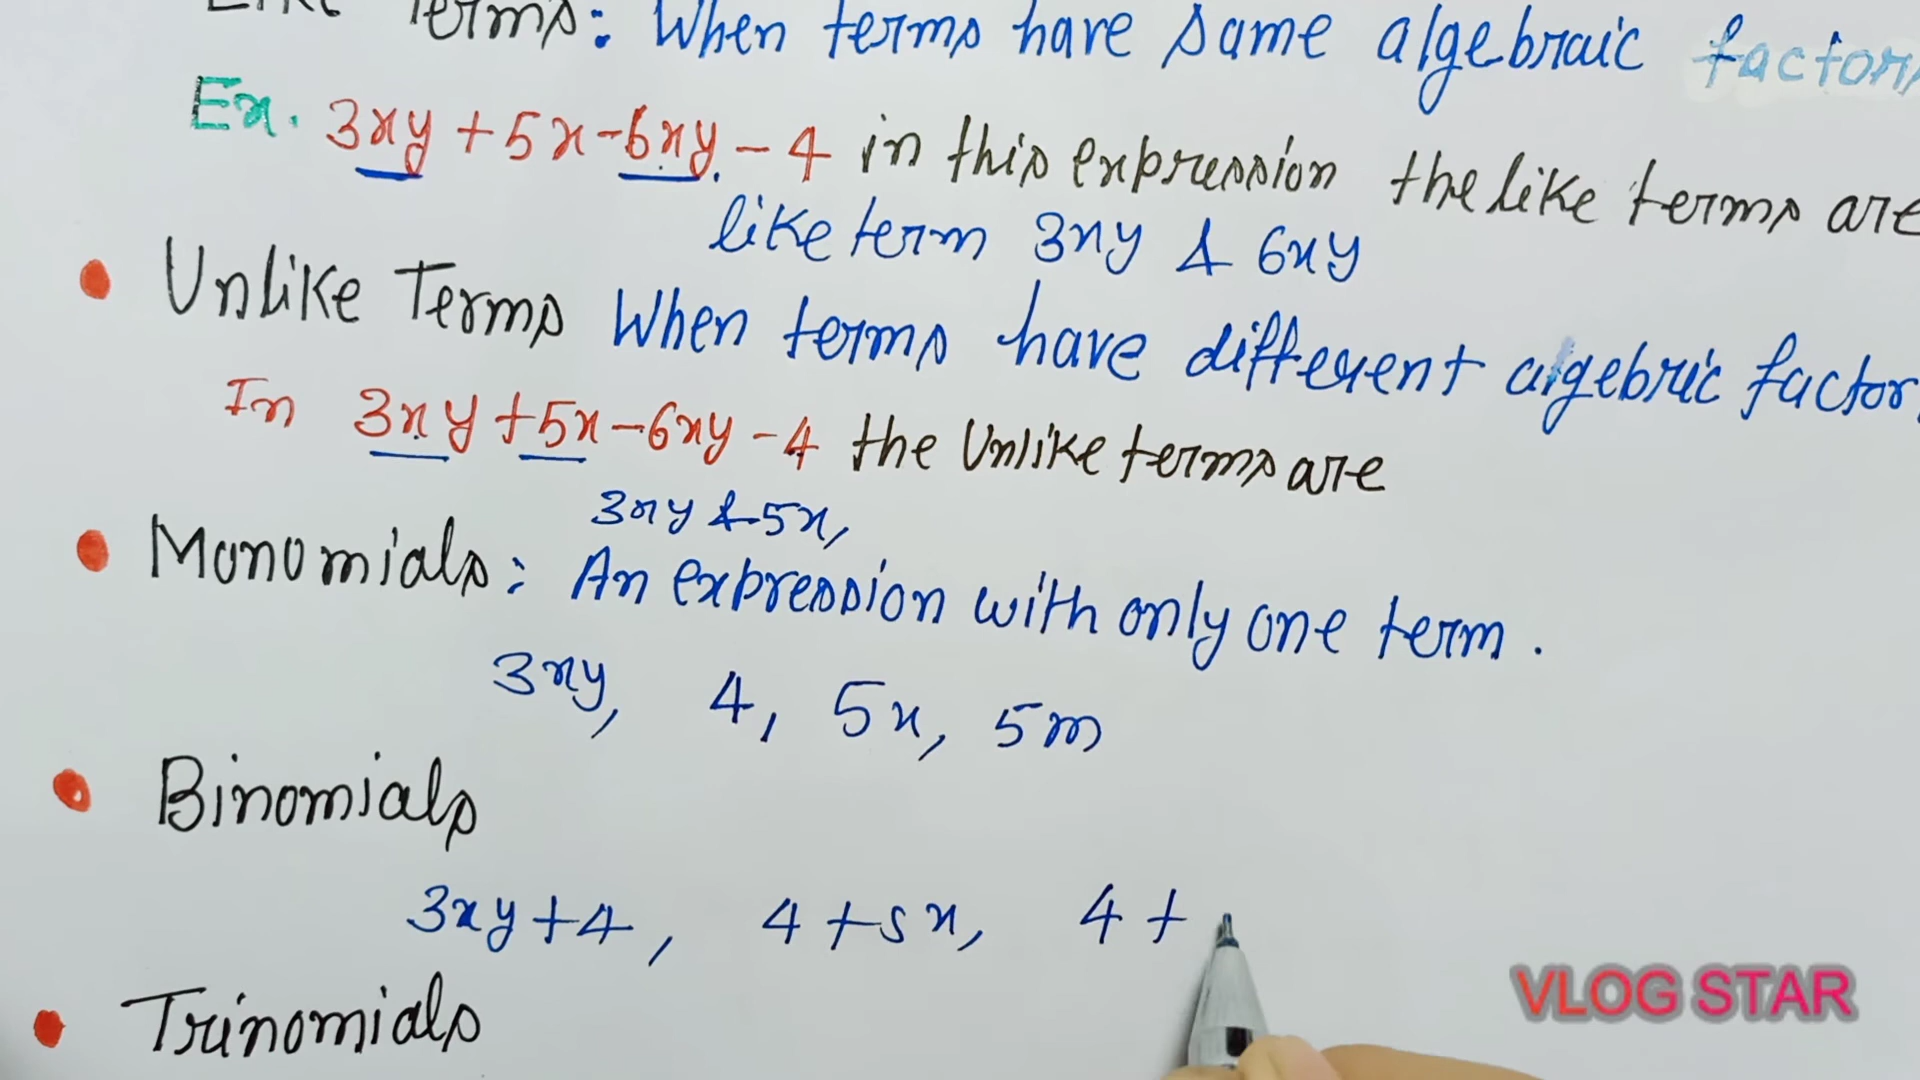 Like Terms: When terms have same algebraic factors
Ex. 3xy + 5x - 6xy - 4 in this expression the like terms are
like term 3xy & 6xy
Unlike Terms When terms have different algebric factor
In 3xy + 5x - 6xy - 4 the Unlike terms are
3xy & 5x,
Monomials: An expression with only one term.
3xy, 4, 5x, 5m
Binomials
3xy + 4, 4 + 5x, 4 +
Trinomials
VLOG STAR